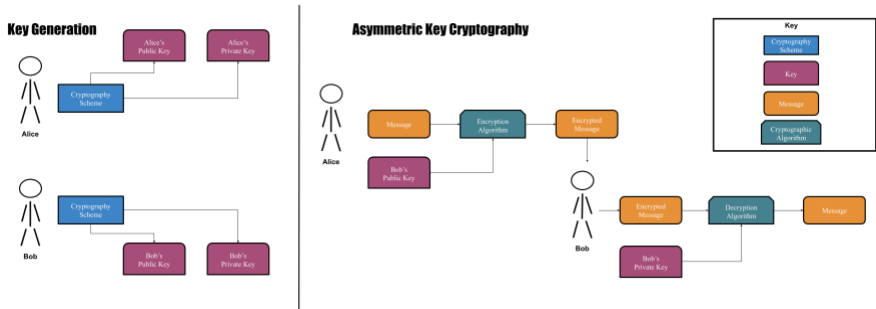 Key Generation
Alice's
Public Key
Alice's
Private Key
Cryptography
Scheme
Alice
Cryptography
Scheme
Bob
Bob's
Public Key
Bob's
Private Key
Asymmetric Key Cryptography
Alice
Message
Encryption
Algorithm
Encrypted
Message
Bob's
Public Key
Bob
Encrypted
Message
Decryption
Algorithm
Message
Bob's
Private Key
Key
Cryptography
Scheme
Key
Message
Cryptographic
Algorithm